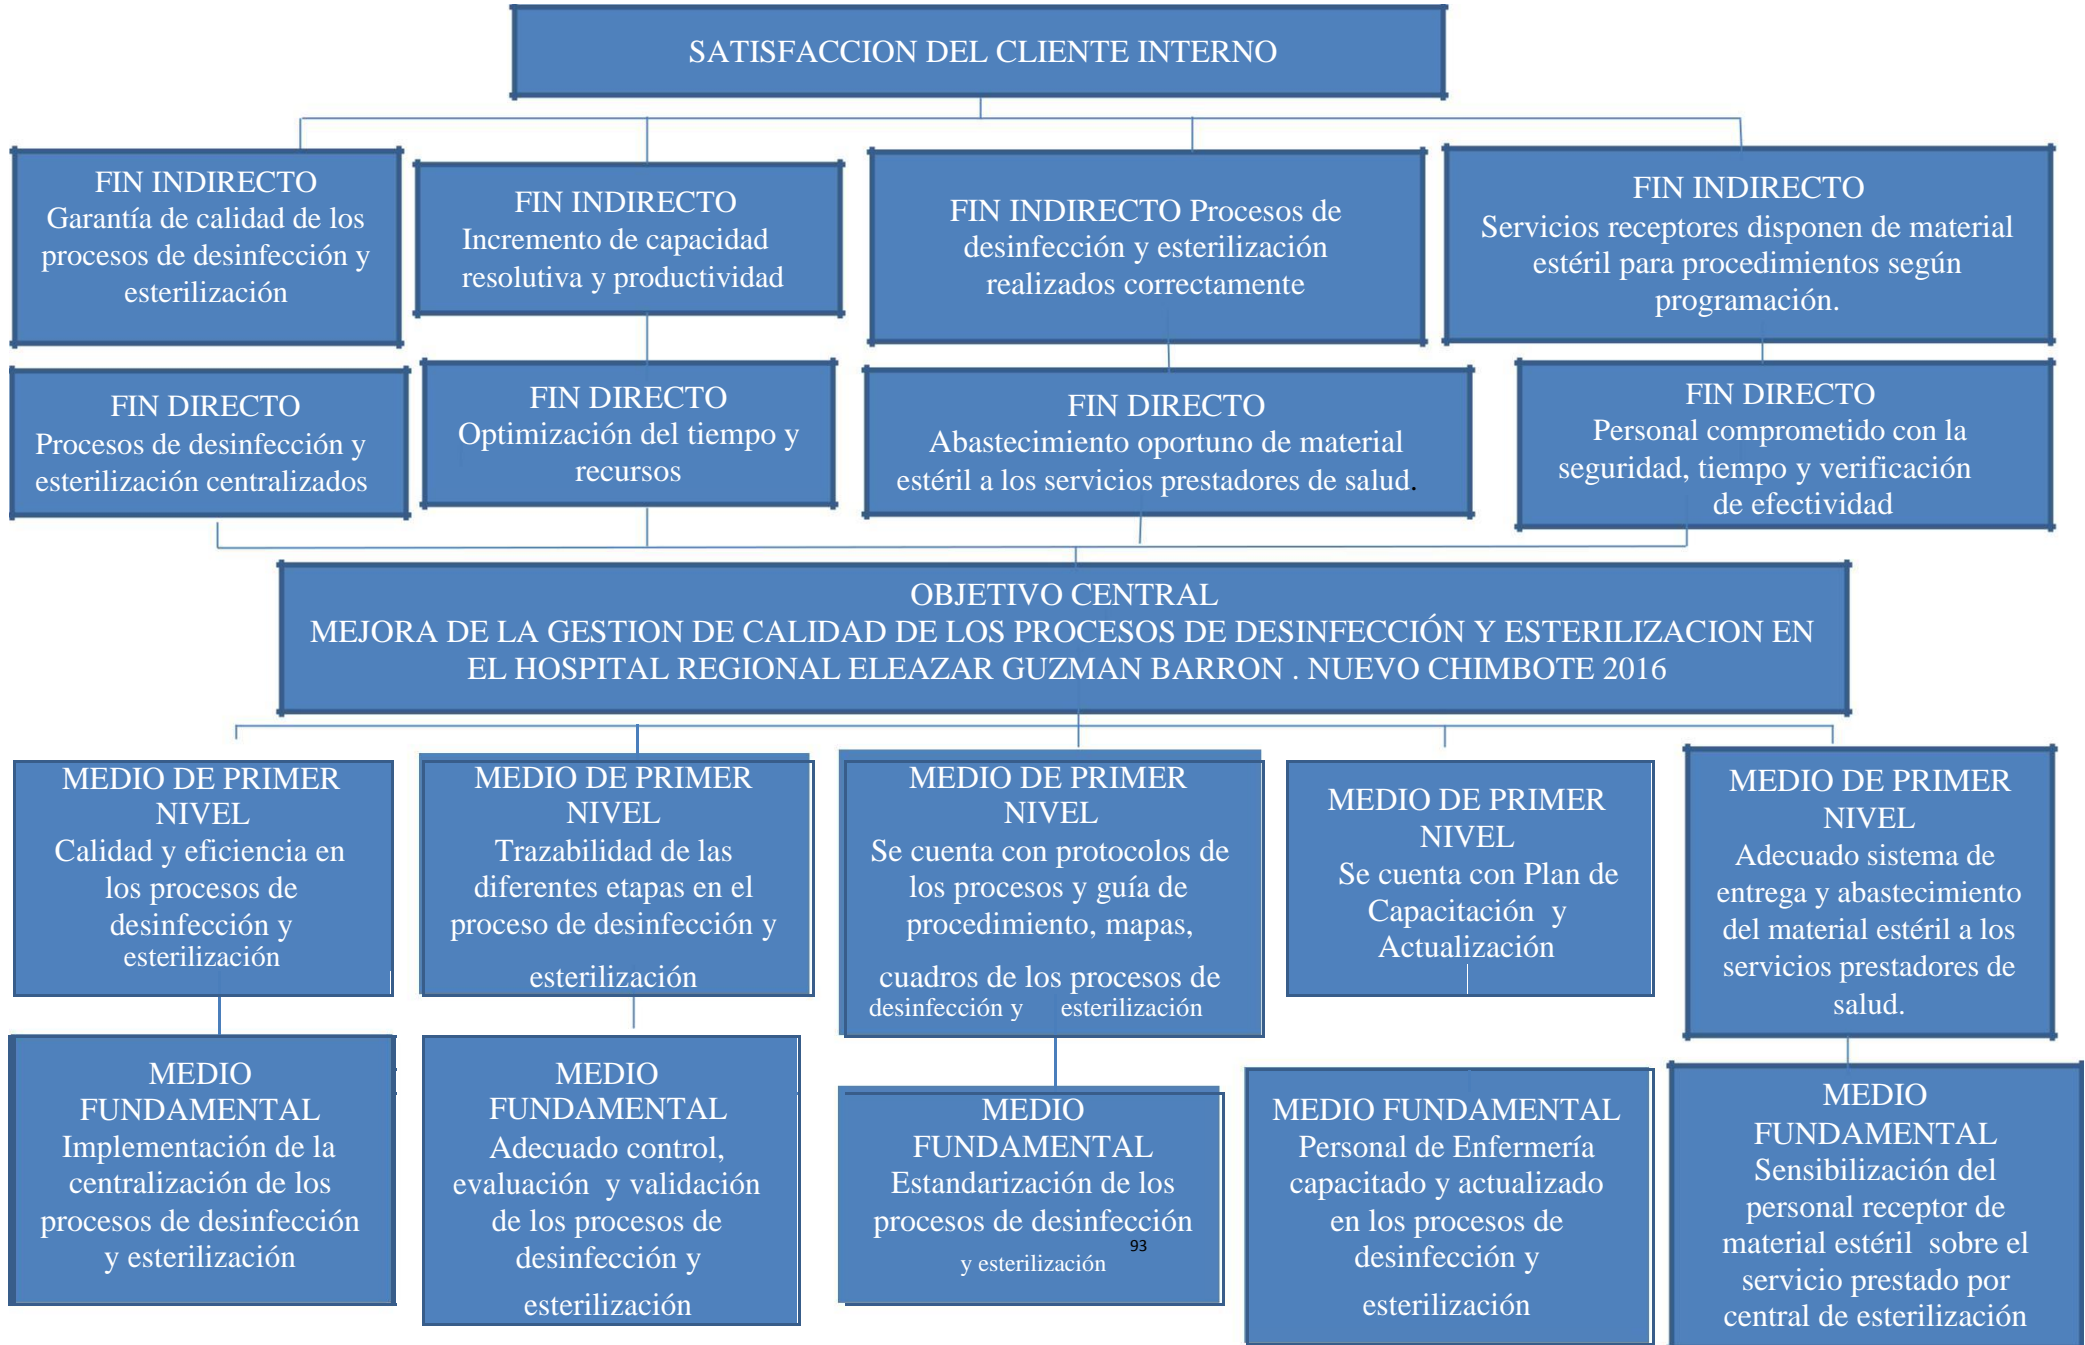 SATISFACCION DEL CLIENTE INTERNO
FIN INDIRECTO
Garantía de calidad de los
procesos de desinfección y
esterilización
FIN INDIRECTO
Incremento de capacidad
resolutiva y productividad
FIN INDIRECTO Procesos de
desinfección y esterilización
realizados correctamente
FIN INDIRECTO
Servicios receptores disponen de material
estéril para procedimientos según
programación.
FIN DIRECTO
Procesos de desinfección y
esterilización centralizados
FIN DIRECTO
Optimización del tiempo y
recursos
FIN DIRECTO
Abastecimiento oportuno de material
estéril a los servicios prestadores de salud.
FIN DIRECTO
Personal comprometido con la
seguridad, tiempo y verificación
de efectividad
OBJETIVO CENTRAL
MEJORA DE LA GESTION DE CALIDAD DE LOS PROCESOS DE DESINFECCIÓN Y ESTERILIZACION EN
EL HOSPITAL REGIONAL ELEAZAR GUZMAN BARRON . NUEVO CHIMBOTE 2016
MEDIO DE PRIMER
NIVEL
Calidad y eficiencia en
los procesos de
desinfección y
esterilización
MEDIO DE PRIMER
NIVEL
Trazabilidad de las
diferentes etapas en el
proceso de desinfección y
esterilización
MEDIO DE PRIMER
NIVEL
Se cuenta con protocolos de
los procesos y guía de
procedimiento, mapas,
cuadros de los procesos de
desinfección y esterilización
MEDIO DE PRIMER
NIVEL
Se cuenta con Plan de
Capacitación y
Actualización
MEDIO DE PRIMER
NIVEL
Adecuado sistema de
entrega y abastecimiento
del material estéril a los
servicios prestadores de
salud.
MEDIO
FUNDAMENTAL
Implementación de la
centralización de los
procesos de desinfección
y esterilización
MEDIO
FUNDAMENTAL
Adecuado control,
evaluación y validación
de los procesos de
desinfección y
esterilización
MEDIO
FUNDAMENTAL
Estandarización de los
procesos de desinfección
y esterilización
93
MEDIO FUNDAMENTAL
Personal de Enfermería
capacitado y actualizado
en los procesos de
desinfección y
esterilización
MEDIO
FUNDAMENTAL
Sensibilización del
personal receptor de
material estéril sobre el
servicio prestado por
central de esterilización